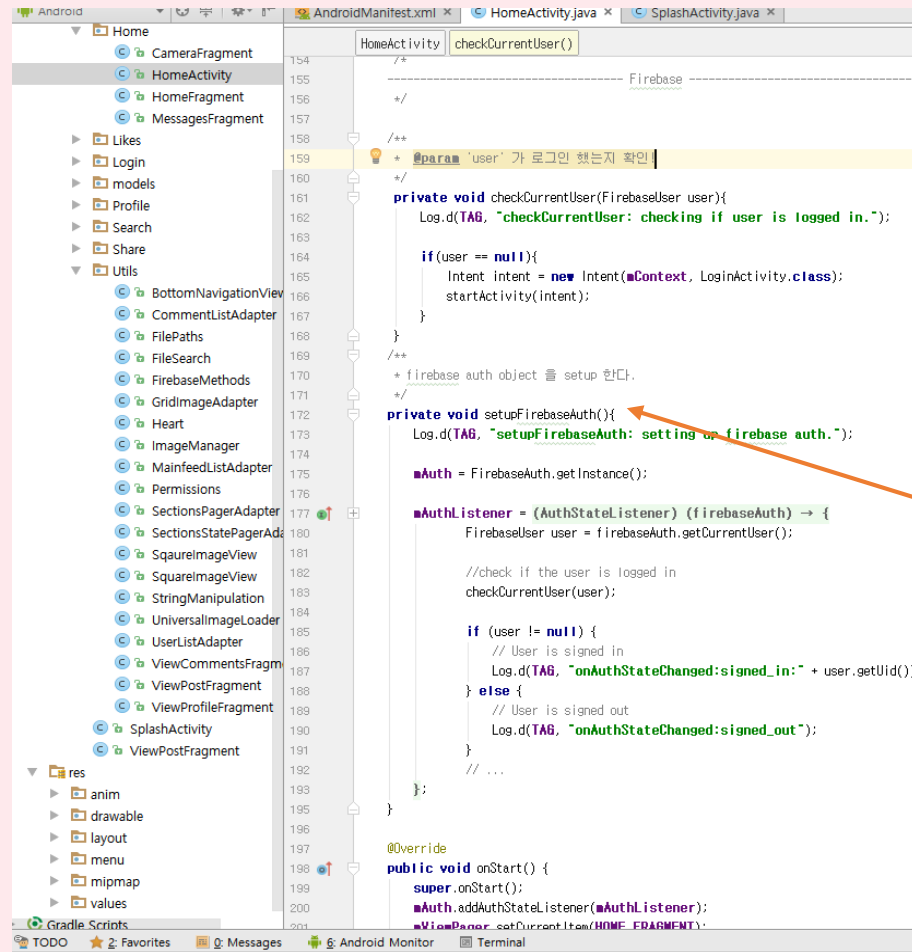 Android
AndroidManifest.xml × HomeActivity.java × SplashActivity.java ×
HomeActivity checkCurrentUser()
Home
CameraFragment
HomeActivity
HomeFragment
MessagesFragment
Likes
Login
models
Profile
Search
Share
Utils
BottomNavigationView
CommentListAdapter
FilePaths
FileSearch
FirebaseMethods
GridImageAdapter
Heart
ImageManager
MainfeedListAdapter
Permissions
SectionsPagerAdapter
SectionsStatePagerAda
SqaureImageView
SquareImageView
StringManipulation
UniversalImageLoader
UserListAdapter
ViewCommentsFragm
ViewPostFragment
ViewProfileFragment
SplashActivity
ViewPostFragment
res
anim
drawable
layout
menu
mipmap
values
Gradle Scripts
154 /*
155 ---------------------------------- Firebase ---------------------------------
156 */
157
158 /**
159 * @param 'user' 가 로그인 했는지 확인!
160 */
161 private void checkCurrentUser(FirebaseUser user){
162 Log.d(TAG, "checkCurrentUser: checking if user is logged in.");
163
164 if(user == null){
165 Intent intent = new Intent(mContext, LoginActivity.class);
166 startActivity(intent);
167 }
168 }
169 /**
170 * firebase auth object 을 setup 한다.
171 */
172 private void setupFirebaseAuth(){
173 Log.d(TAG, "setupFirebaseAuth: setting up firebase auth.");
174
175 mAuth = FirebaseAuth.getInstance();
176
177 mAuthListener = (AuthStateListener) (firebaseAuth) → {
180 FirebaseUser user = firebaseAuth.getCurrentUser();
181
182 //check if the user is logged in
183 checkCurrentUser(user);
184
185 if (user != null) {
186 // User is signed in
187 Log.d(TAG, "onAuthStateChanged:signed_in:" + user.getUid())
188 } else {
189 // User is signed out
190 Log.d(TAG, "onAuthStateChanged:signed_out");
191 }
192 // ...
193 };
195 }
196
197 @Override
198 public void onStart() {
199 super.onStart();
200 mAuth.addAuthStateListener(mAuthListener);
201 mViewPager.setCurrentItem(HOME_FRAGMENT);
TODO 2: Favorites 0: Messages 6: Android Monitor Terminal